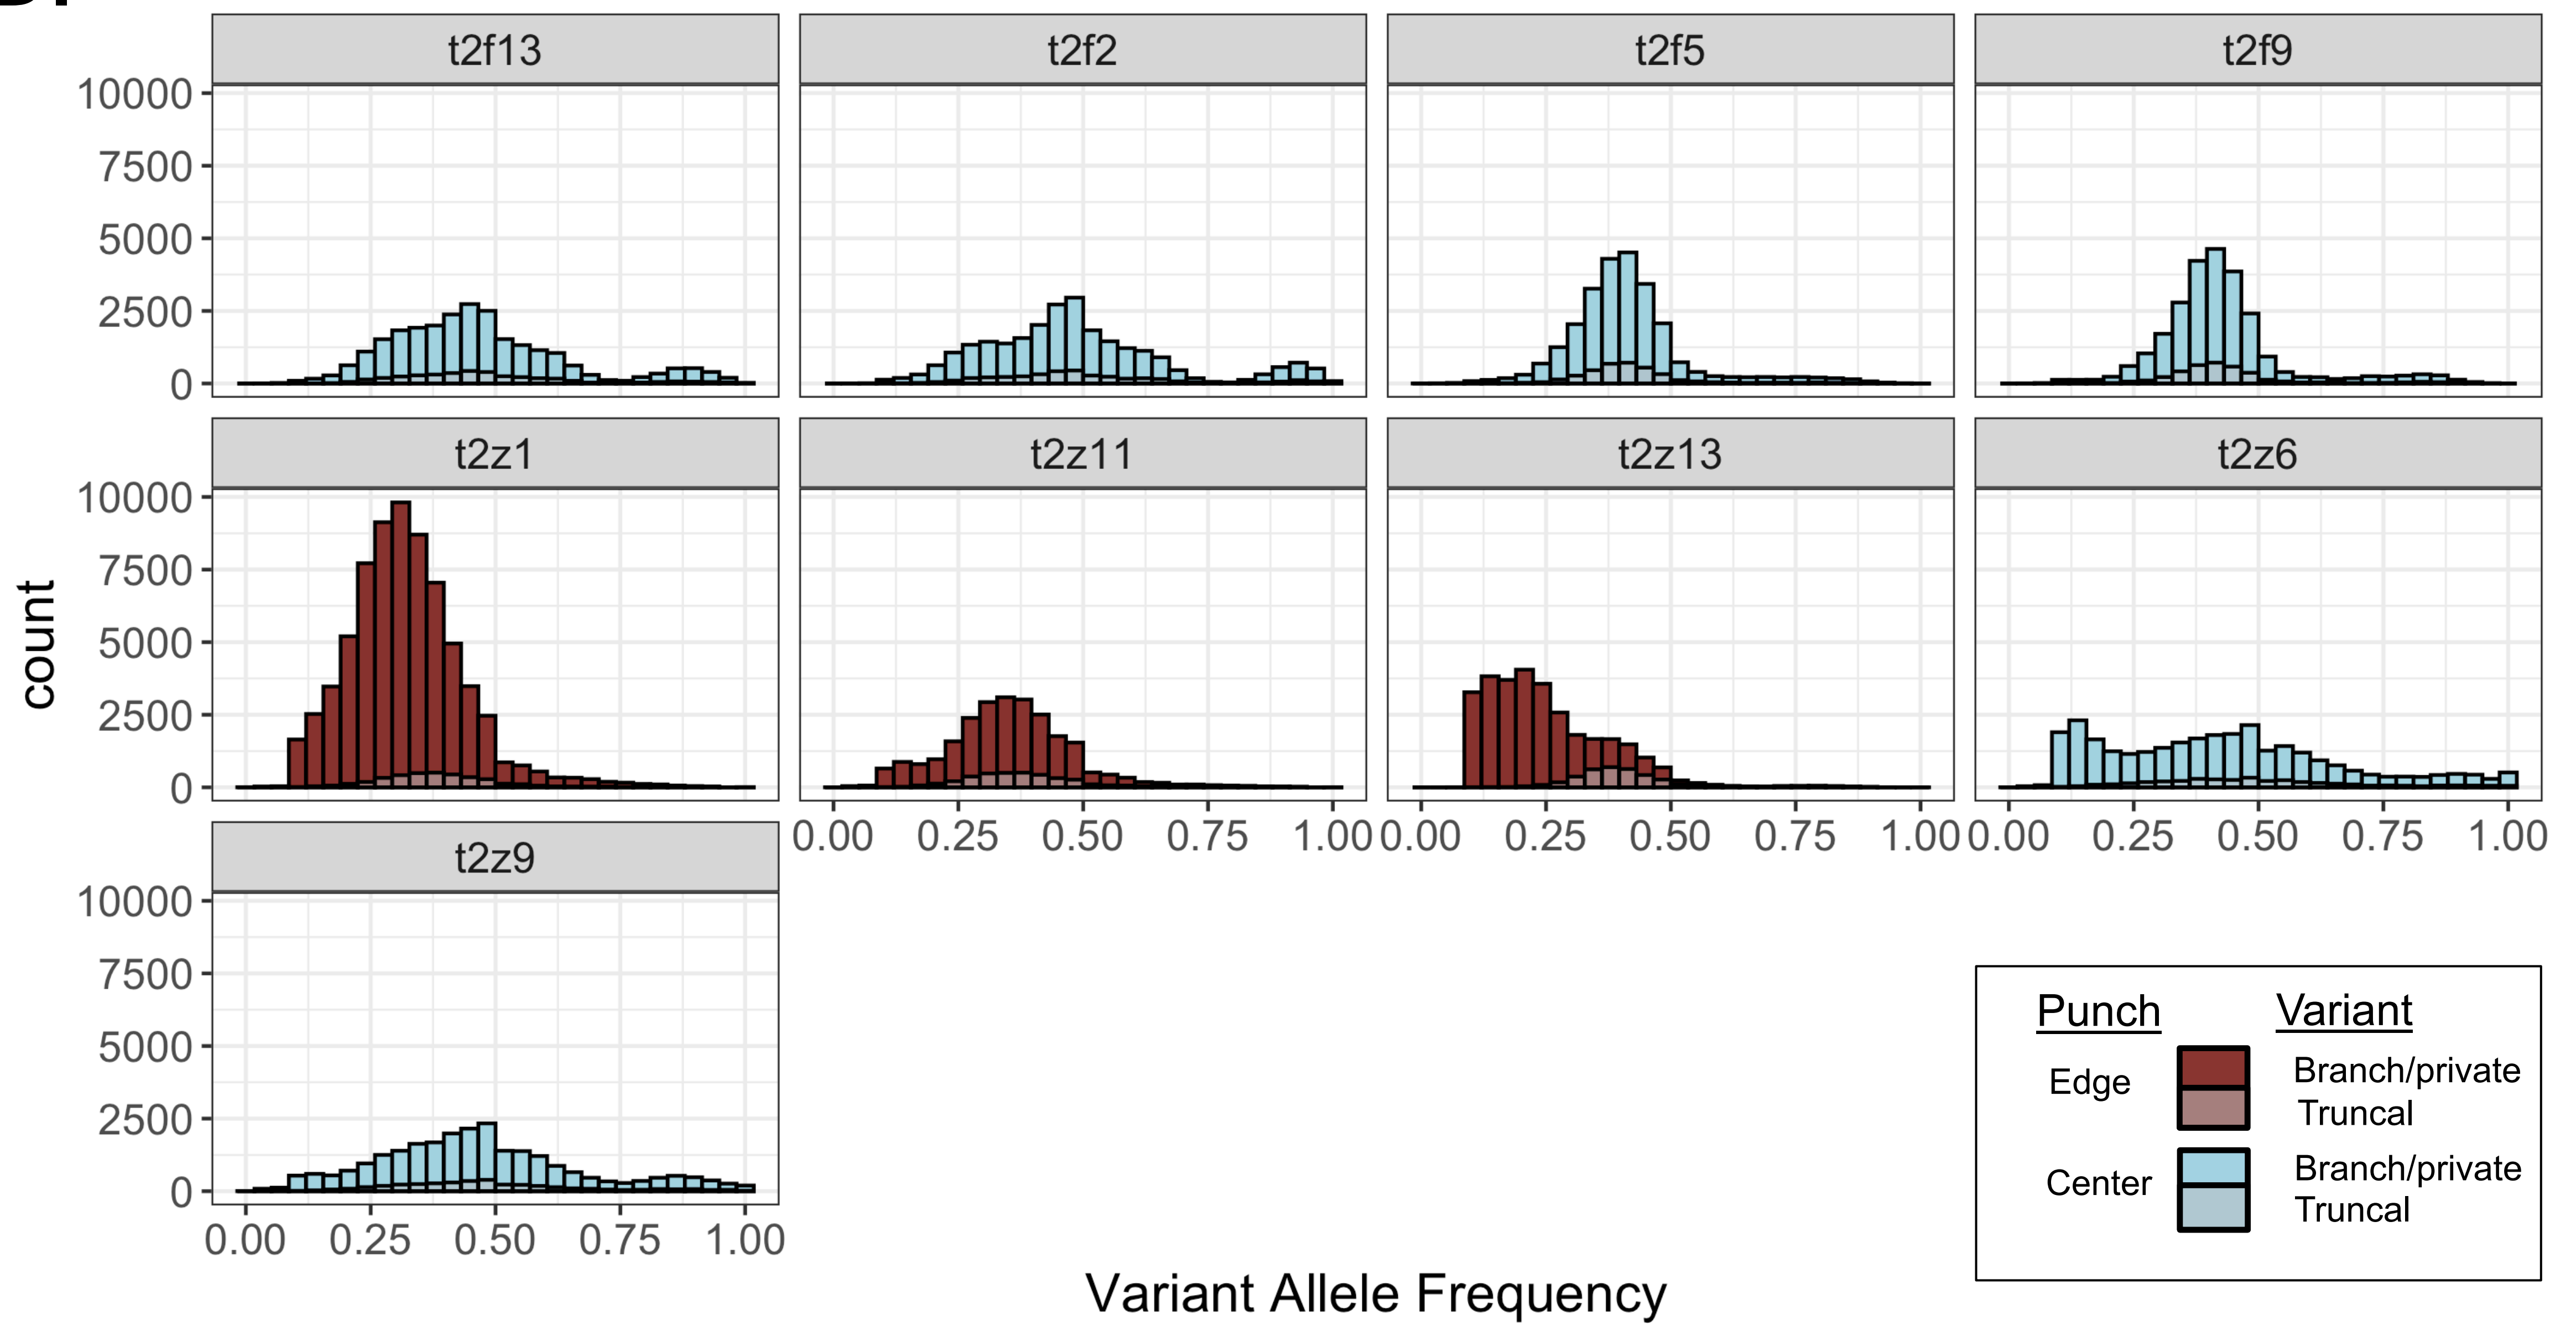 t2f13 t2f2 t2f5 t2f9
10000
7500
5000
2500
0
t2z1 t2z11 t2z13 t2z6
10000
7500
5000
2500
0
count
0.00 0.25 0.50 0.75 1.00 0.00 0.25 0.50 0.75 1.00 0.00 0.25 0.50 0.75 1.00
t2z9
10000
7500
5000
2500
0
0.00 0.25 0.50 0.75 1.00
Variant Allele Frequency
Punch Variant
Edge Branch/private
Truncal
Center Branch/private
Truncal